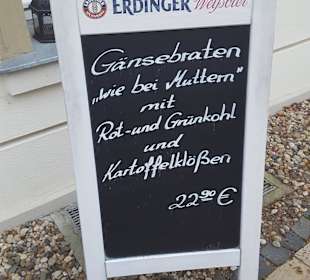 ERDINGER Weißbier
Gänsebraten
„wie bei Muttern"
mit
Rot-und Grünkohl
und
Kartoffelklößen
22.90 €